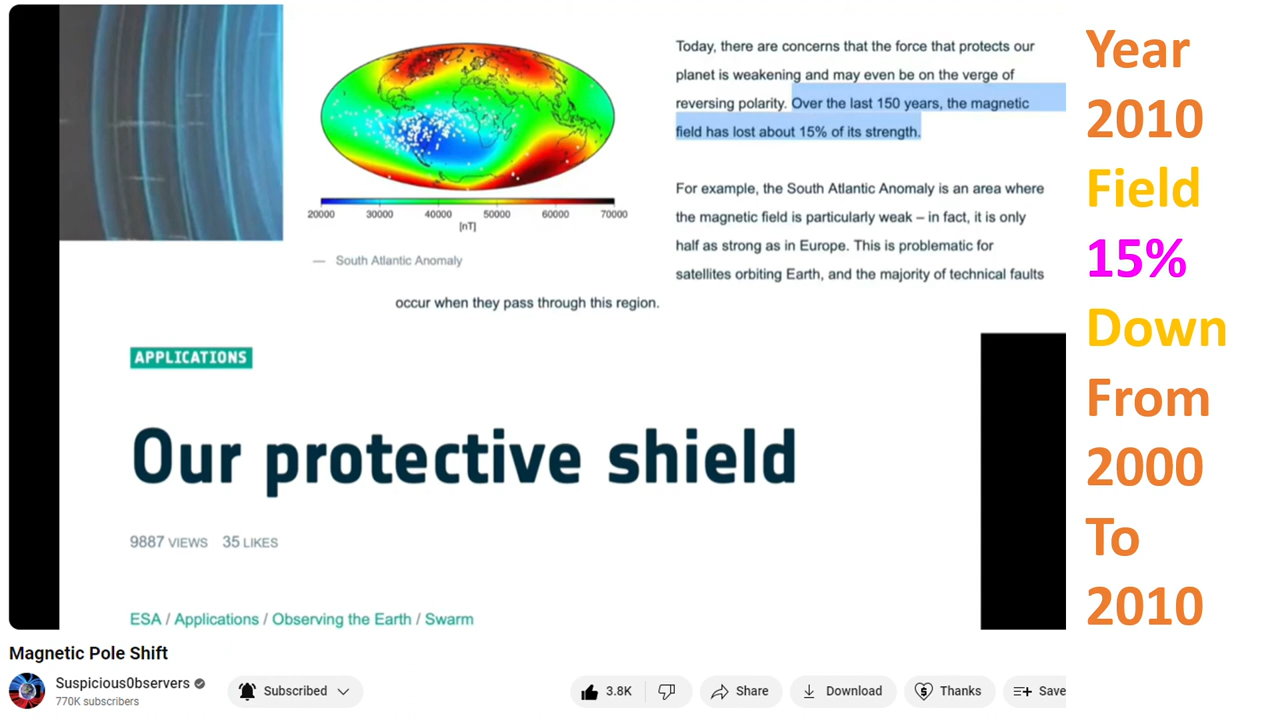 Today, there are concerns that the force that protects our
planet is weakening and may even be on the verge of
reversing polarity. Over the last 150 years, the magnetic
field has lost about 15% of its strength.
For example, the South Atlantic Anomaly is an area where
the magnetic field is particularly weak – in fact, it is only
half as strong as in Europe. This is problematic for
satellites orbiting Earth, and the majority of technical faults
occur when they pass through this region.
20000 30000 40000 50000 60000 70000
[nT]
— South Atlantic Anomaly
APPLICATIONS
Our protective shield
9887 VIEWS 35 LIKES
ESA / Applications / Observing the Earth / Swarm
Magnetic Pole Shift
Suspicious0bservers
770K subscribers
Subscribed
3.8K
Share
Download
Thanks
Save
Year
2010
Field
15%
Down
From
2000
To
2010